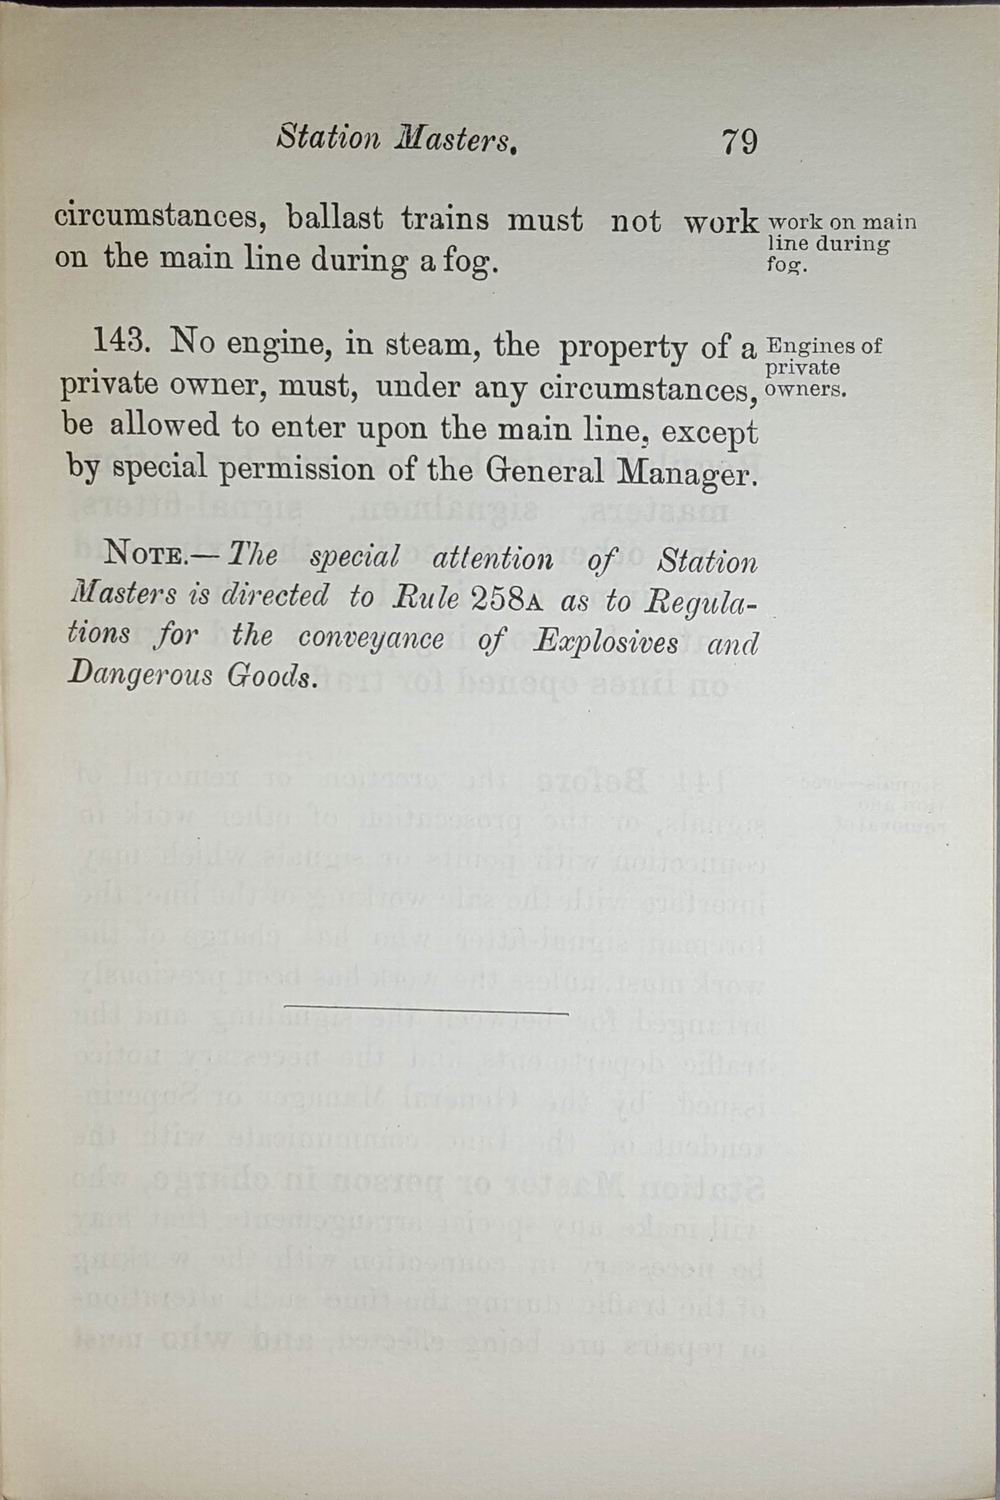 Station Masters. 79
circumstances, ballast trains must not work
on the main line during a fog.
work on main
line during
fog.
143. No engine, in steam, the property of a
private owner, must, under any circumstances,
be allowed to enter upon the main line, except
by special permission of the General Manager.
Engines of
private
owners.
NOTE.—The special attention of Station
Masters is directed to Rule 258A as to Regula-
tions for the conveyance of Explosives and
Dangerous Goods.